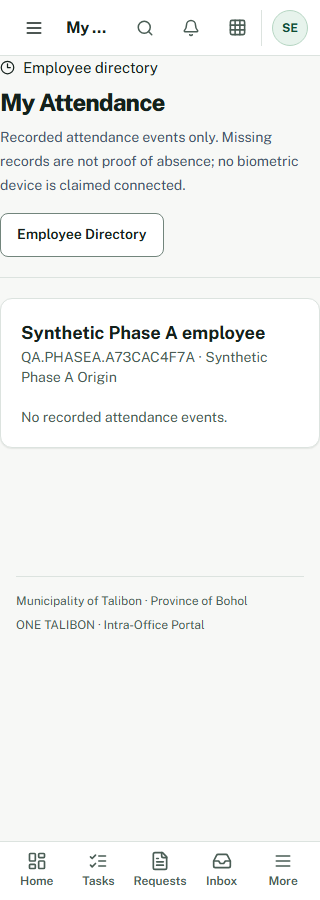 My ...
SE
Employee directory
My Attendance
Recorded attendance events only. Missing
records are not proof of absence; no biometric
device is claimed connected.
Employee Directory
Synthetic Phase A employee
QA.PHASEA.A73CAC4F7A · Synthetic
Phase A Origin
No recorded attendance events.
Municipality of Talibon · Province of Bohol
ONE TALIBON · Intra-Office Portal
Home Tasks Requests Inbox More